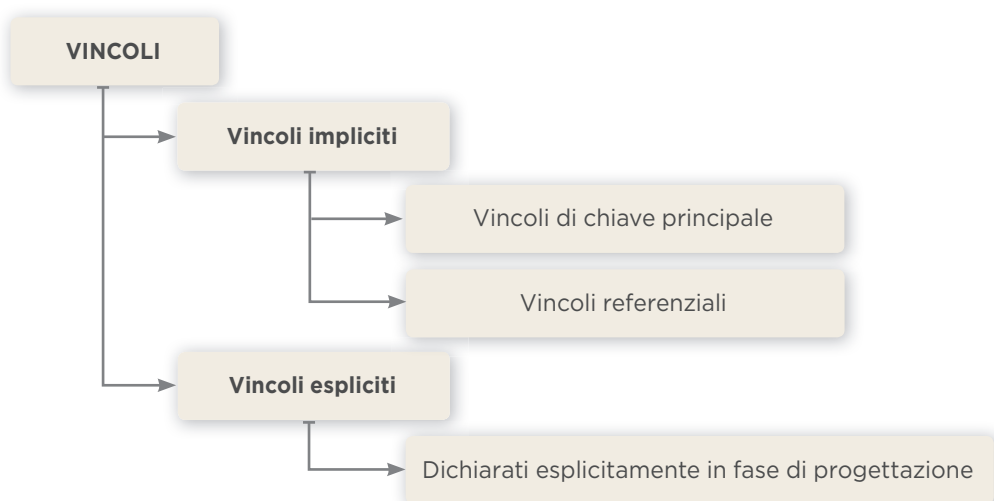 VINCOLI
Vincoli impliciti
Vincoli di chiave principale
Vincoli referenziali
Vincoli espliciti
Dichiarati esplicitamente in fase di progettazione